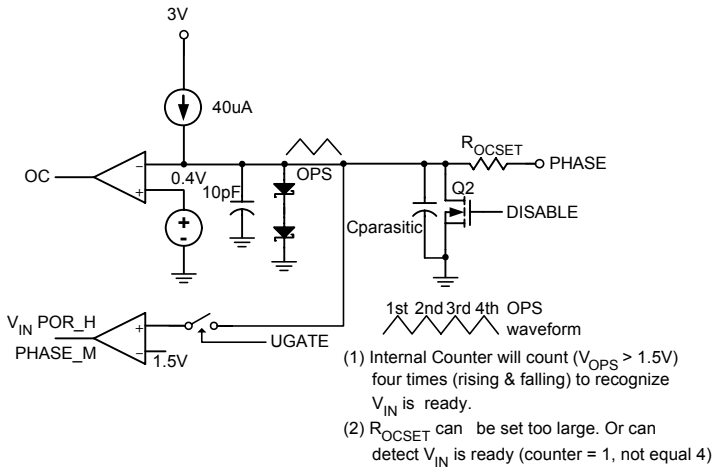 3V
40uA
R_OCSET
PHASE
OC
-
0.4V
+
10pF
OPS
Q2
+
-
Cparasitic
DISABLE
V_IN POR_H
PHASE_M
+
-
1.5V
UGATE
1st 2nd 3rd 4th OPS
waveform
(1) Internal Counter will count (V_OPS > 1.5V)
four times (rising & falling) to recognize
V_IN is ready.
(2) R_OCSET can be set too large. Or can
detect V_IN is ready (counter = 1, not equal 4)